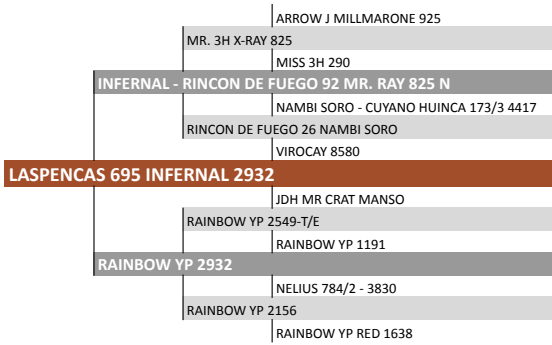 ARROW J MILLMARONE 925
MR. 3H X-RAY 825
MISS 3H 290
INFERNAL - RINCON DE FUEGO 92 MR. RAY 825 N
NAMBI SORO - CUYANO HUINCA 173/3 4417
RINCON DE FUEGO 26 NAMBI SORO
VIROCAY 8580
LASPENCAS 695 INFERNAL 2932
JDH MR CRAT MANSO
RAINBOW YP 2549-T/E
RAINBOW YP 1191
RAINBOW YP 2932
NELIUS 784/2 - 3830
RAINBOW YP 2156
RAINBOW YP RED 1638